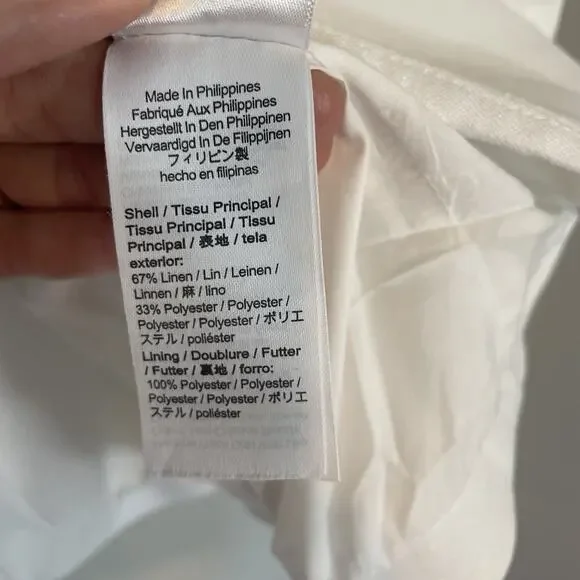 Made In Philippines
Fabriqué Aux Philippines
Hergestellt In Den Philippinen
Vervaardigd In De Filippijnen
フィリピン製
hecho en filipinas
Shell / Tissu Principal /
Tissu Principal / Tissu
Principal / 表地 / tela
exterior:
67% Linen / Lin / Leinen /
Linnen / 麻 / lino
33% Polyester / Polyester /
Polyester / Polyester / ポリエ
ステル / poliéster
Lining / Doublure / Futter
/ Futter / 裏地 / forro:
100% Polyester / Polyester /
Polyester / Polyester / ポリエ
ステル / poliéster